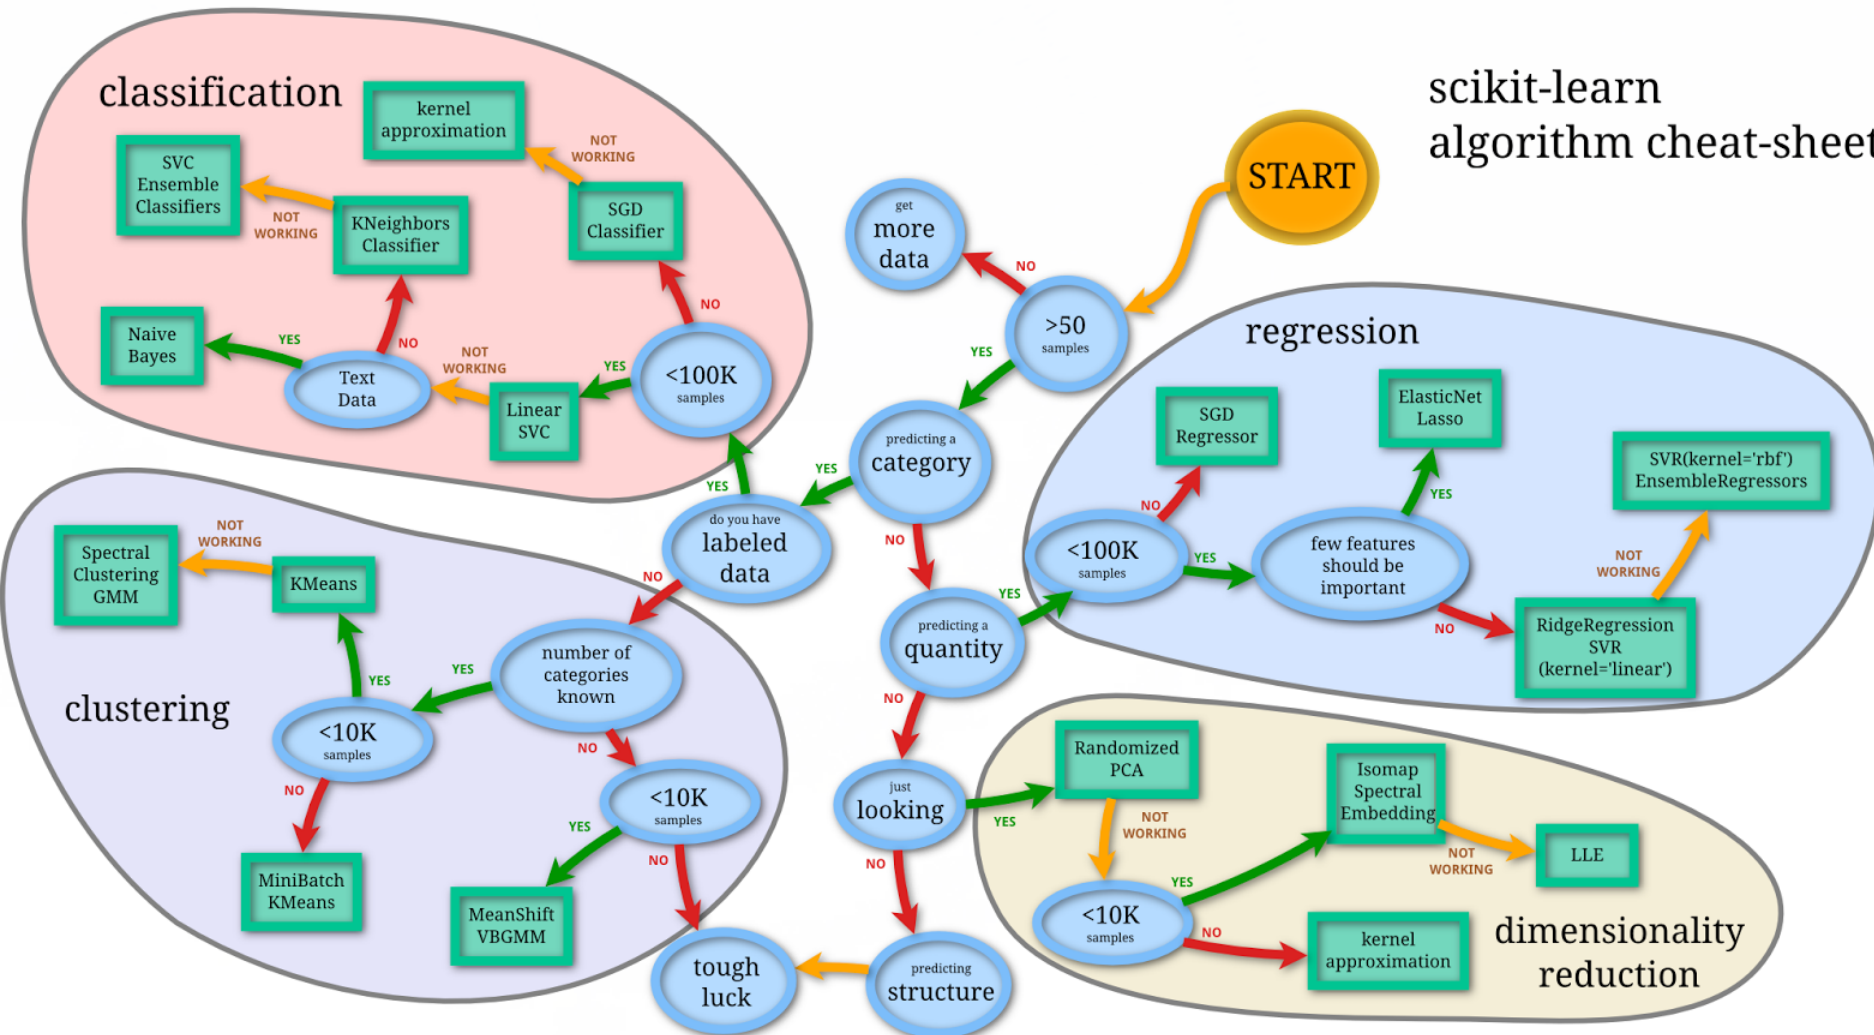 scikit-learn
algorithm cheat-sheet
START
>50
samples
NO
get
more
data
YES
predicting a
category
YES
do you have
labeled
data
NO
predicting a
quantity
YES
NO
just
looking
YES
NO
predicting
structure
tough
luck
classification
YES
<100K
samples
NO
SGD
Classifier
NOT
WORKING
kernel
approximation
YES
Linear
SVC
NOT
WORKING
Text
Data
YES
Naive
Bayes
NO
KNeighbors
Classifier
NOT
WORKING
SVC
Ensemble
Classifiers
clustering
NO
number of
categories
known
YES
<10K
samples
YES
KMeans
NOT
WORKING
Spectral
Clustering
GMM
NO
MiniBatch
KMeans
NO
<10K
samples
YES
MeanShift
VBGMM
NO
regression
<100K
samples
NO
SGD
Regressor
YES
few features
should be
important
YES
ElasticNet
Lasso
NO
RidgeRegression
SVR
(kernel='linear')
NOT
WORKING
SVR(kernel='rbf')
EnsembleRegressors
dimensionality
reduction
Randomized
PCA
NOT
WORKING
<10K
samples
YES
Isomap
Spectral
Embedding
NOT
WORKING
LLE
NO
kernel
approximation